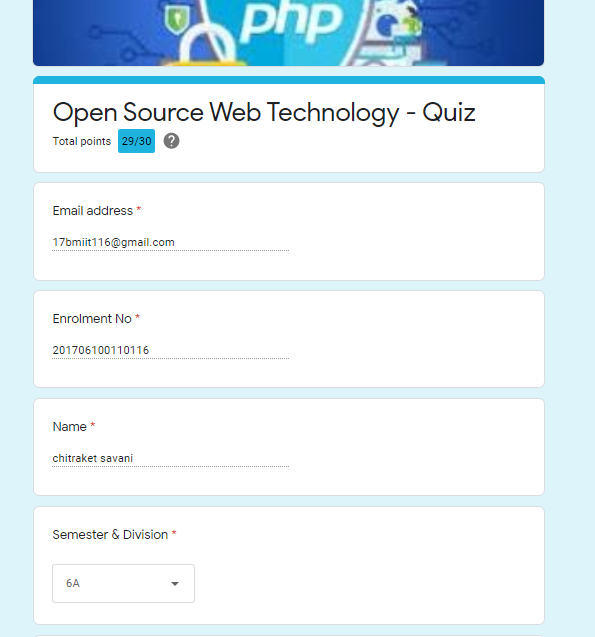 php
Open Source Web Technology - Quiz
Total points 29/30 ?
Email address *
17bmiit116@gmail.com
Enrolment No *
201706100110116
Name *
chitraket savani
Semester & Division *
6A